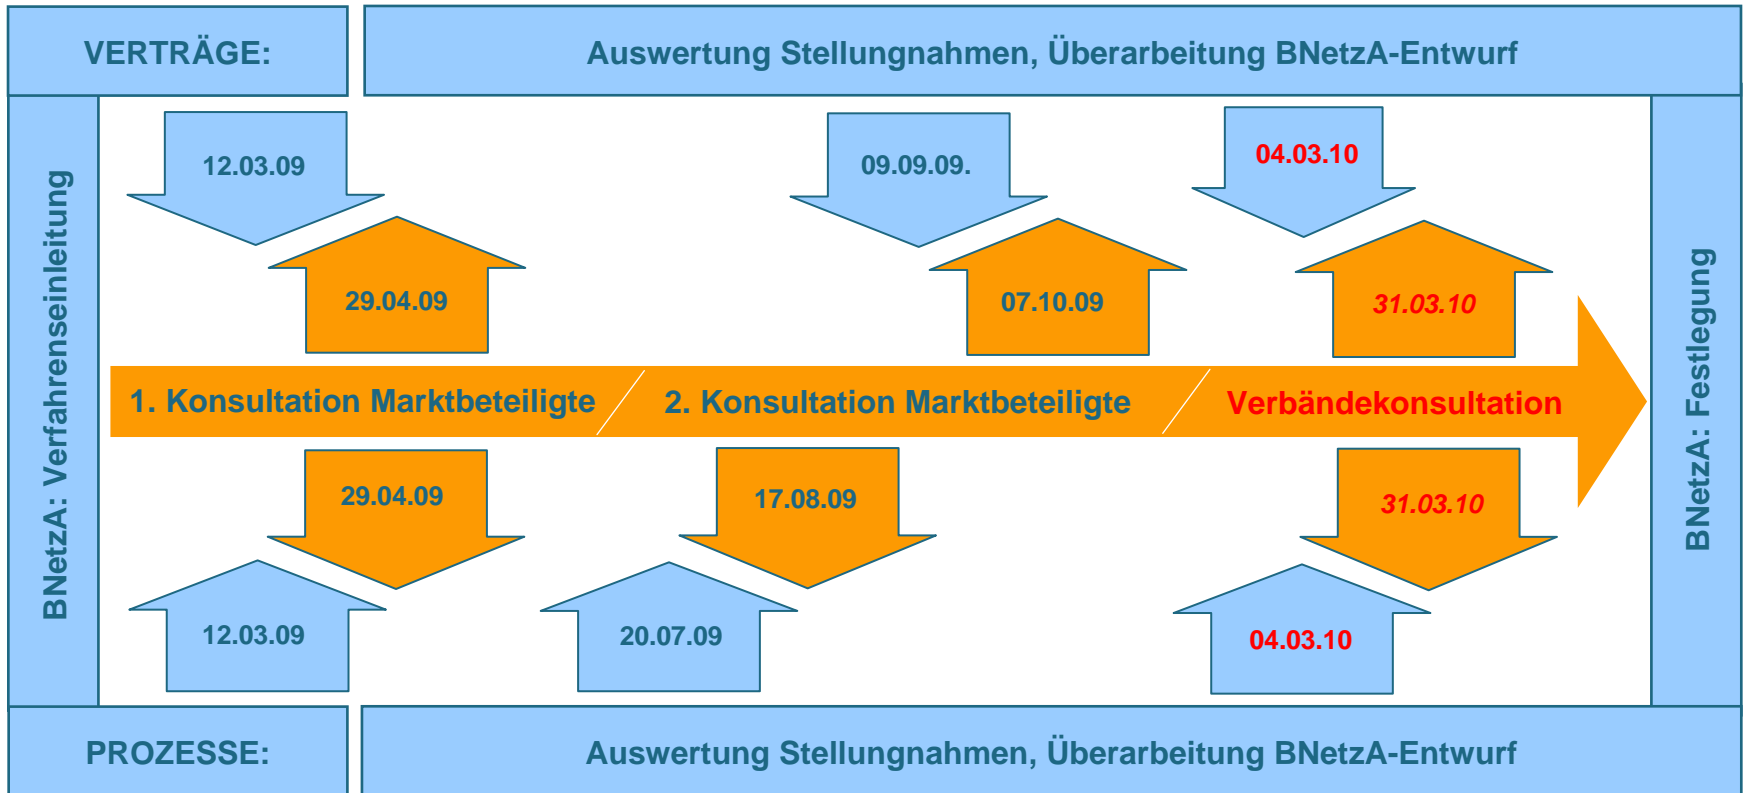 VERTRÄGE:
Auswertung Stellungnahmen, Überarbeitung BNetzA-Entwurf
BNetzA: Verfahrenseinleitung
12.03.09
09.09.09.
04.03.10
29.04.09
07.10.09
31.03.10
1. Konsultation Marktbeteiligte
2. Konsultation Marktbeteiligte
Verbändekonsultation
29.04.09
17.08.09
31.03.10
12.03.09
20.07.09
04.03.10
BNetzA: Festlegung
PROZESSE:
Auswertung Stellungnahmen, Überarbeitung BNetzA-Entwurf